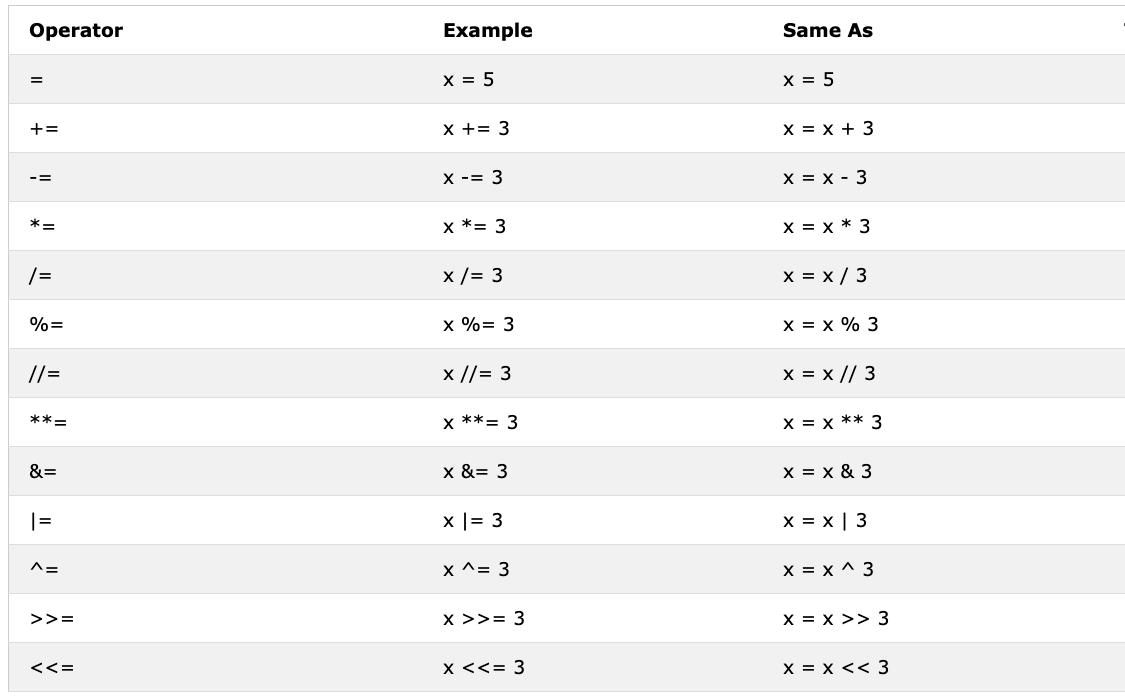 Operator Example Same As
= x = 5 x = 5
+= x += 3 x = x + 3
-= x -= 3 x = x - 3
*= x *= 3 x = x * 3
/= x /= 3 x = x / 3
%= x %= 3 x = x % 3
//= x //= 3 x = x // 3
**= x **= 3 x = x ** 3
&= x &= 3 x = x & 3
|= x |= 3 x = x | 3
^= x ^= 3 x = x ^ 3
>>= x >>= 3 x = x >> 3
<<= x <<= 3 x = x << 3